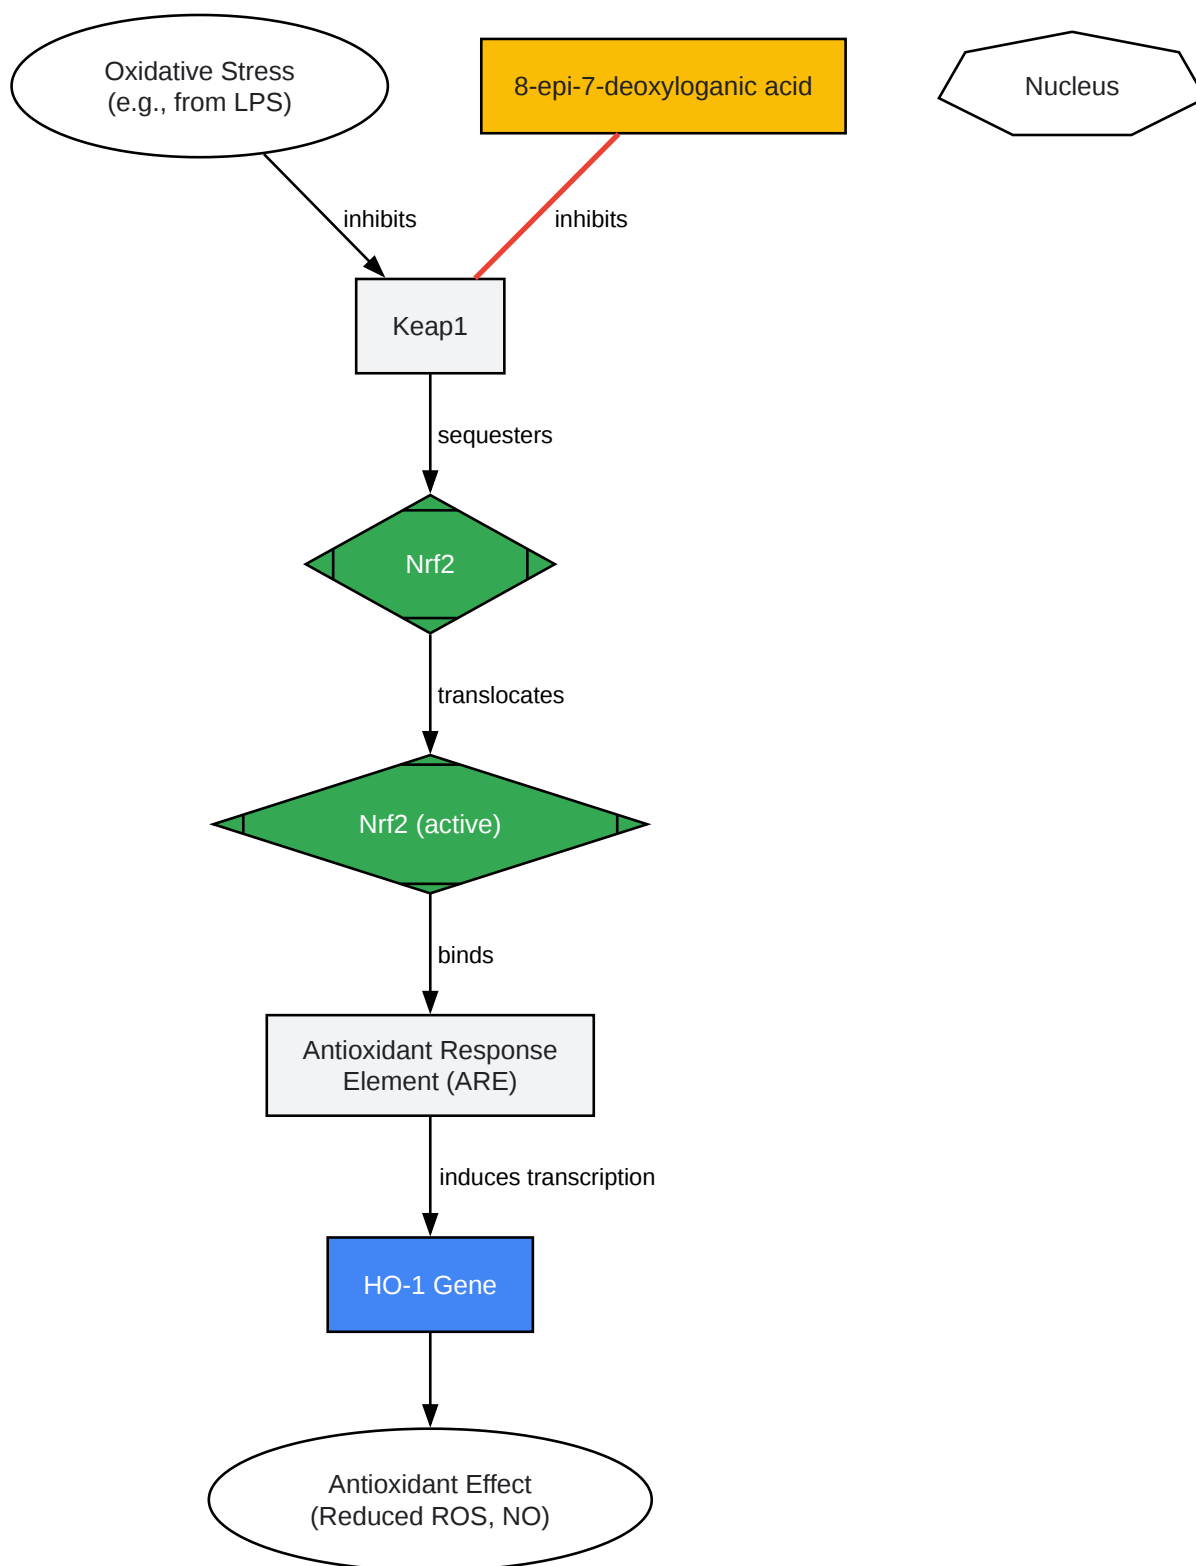 Oxidative Stress
(e.g., from LPS)
8-epi-7-deoxyloganic acid
Nucleus
inhibits
inhibits
Keap1
sequesters
Nrf2
translocates
Nrf2 (active)
binds
Antioxidant Response
Element (ARE)
induces transcription
HO-1 Gene
Antioxidant Effect
(Reduced ROS, NO)